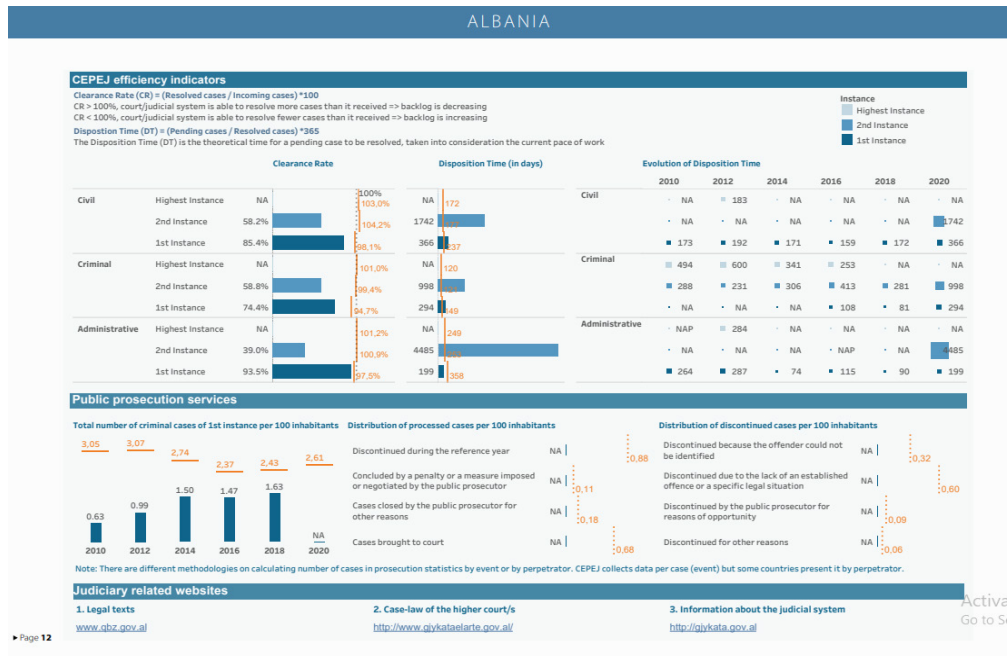 ALBANIA
CEPEJ efficiency indicators
Clearance Rate (CR) = (Resolved cases / Incoming cases) *100
CR > 100%, court/judicial system is able to resolve more cases than it received => backlog is decreasing
CR < 100%, court/judicial system is able to resolve fewer cases than it received => backlog is increasing
Dispostion Time (DT) = (Pending cases / Resolved cases) *365
The Disposition Time (DT) is the theoretical time for a pending case to be resolved, taken into consideration the current pace of work
Instance
Highest Instance
2nd Instance
1st Instance
Clearance Rate Disposition Time (in days) Evolution of Disposition Time
2010 2012 2014 2016 2018 2020
100%
Civil Highest Instance NA 103,0% NA 172 Civil NA 183 NA NA NA NA
2nd Instance 58.2% 104,2% 1742 NA NA NA NA NA 1742
1st Instance 85.4% 98,1% 366 237 173 192 171 159 172 366
Criminal Highest Instance NA 101,0% NA 120 Criminal 494 600 341 253 NA NA
2nd Instance 58.8% 99,4% 998 288 231 306 413 281 998
1st Instance 74.4% 94,7% 294 149 NA NA NA 108 81 294
Administrative Highest Instance NA 101,2% NA 249 Administrative NAP 284 NA NA NA NA
2nd Instance 39.0% 100,9% 4485 NA NA NA NAP NA 4485
1st Instance 93.5% 97,5% 199 358 264 287 74 115 90 199
Public prosecution services
Total number of criminal cases of 1st instance per 100 inhabitants
3,05 3,07 2,74 2,37 2,43 2,61
0.63 0.99 1.50 1.47 1.63 NA
2010 2012 2014 2016 2018 2020
Distribution of processed cases per 100 inhabitants
Discontinued during the reference year NA 0,88
Concluded by a penalty or a measure imposed
or negotiated by the public prosecutor NA 0,11
Cases closed by the public prosecutor for
other reasons NA 0,18
Cases brought to court NA 0,68
Distribution of discontinued cases per 100 inhabitants
Discontinued because the offender could not
be identified NA 0,32
Discontinued due to the lack of an established
offence or a specific legal situation NA 0,60
Discontinued by the public prosecutor for
reasons of opportunity NA 0,09
Discontinued for other reasons NA 0,06
Note: There are different methodologies on calculating number of cases in prosecution statistics by event or by perpetrator. CEPEJ collects data per case (event) but some countries present it by perpetrator.
Judiciary related websites
1. Legal texts 2. Case-law of the higher court/s 3. Information about the judicial system
www.qbz.gov.al http://www.gjykataelarte.gov.al/ http://gjykata.gov.al
Page 12
Activa
Go to S